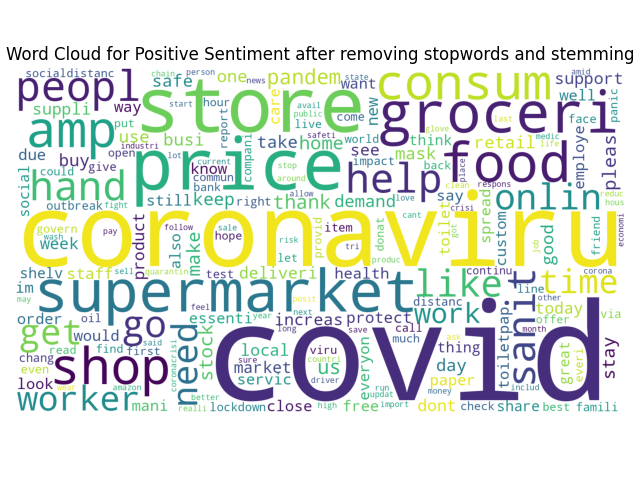 Word Cloud for Positive Sentiment after removing stopwords and stemming
socialdistanc
chain
person
news
state
amid
peopl
safe
one
pandem
want
consum
support
suppli
way
store
care
new
well
panic
start
hour
avail
public
come
groceri
face
amp
put
use
busi
report
live
glove
last
medic
life
industri
compani
take
home
world
think
retail
mask
due
buy
open
price
safeti
see
impact
back
food
employe
pleas
give
lot
know
current
help
place
social
could
hand
commun
around
say
clean
respons
reduc
hous
bank
allow
love
onlin
outbreak
fight
still
keep
right
thank
demand
cant
toilet
got
spread
custom
economi
coronaviru
govern
pay
product
follow
sale
item
provid
donat
job
good
friend
week
also
make
hope
risk
tri
produc
shelv
staff
sell
quarantin
test
deliveri
let
health
continu
corona
im
may
supermarket
feel
posit
like
time
other
order
oil
essenti
year
next
increas
protect
distanc
work
line
sanit
today
offer
via
get
go
need
stock
long
save
call
much
crisi
toiletpap
month
would
said
shop
coronacrisi
local
viru
covid
everyon
thing
ask
stay
chang
read
find
first
market
us
countri
day
great
everi
even
look
servic
sure
driver
run
updat
paper
money
includ
worker
wear
amazon
better
mani
realli
lockdown
close
high
free
import
dont
check
share
best
famili
stop